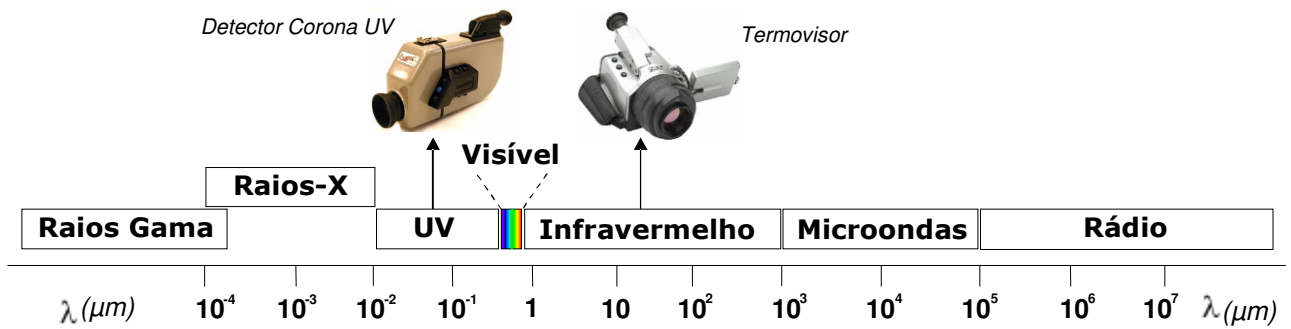 Detector Corona UV
Termovisor
Visível
Raios-X
Raios Gama UV Infravermelho Microondas Rádio
λ (µm) 10⁻⁴ 10⁻³ 10⁻² 10⁻¹ 1 10 10² 10³ 10⁴ 10⁵ 10⁶ 10⁷ λ (µm)